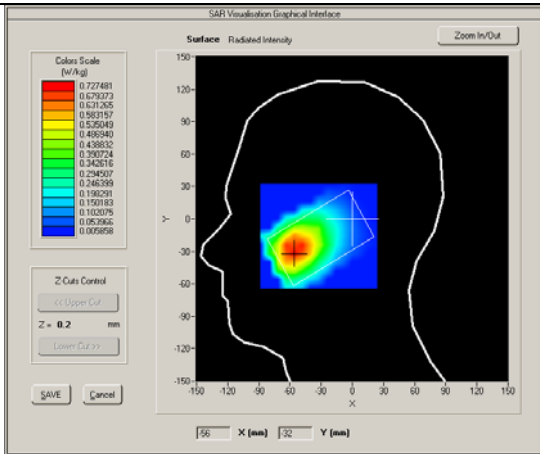 SAR Visualisation Graphical Interface
Surface Radiated Intensity
Zoom In/Out
Colors Scale
(W/kg)
0.727481
0.679373
0.631265
0.583157
0.535049
0.486940
0.438832
0.390724
0.342616
0.294507
0.246399
0.198291
0.150183
0.102075
0.053966
0.005858
Z Cuts Control
<< Upper Cut
Z = 0.2 mm
Lower Cut >>
SAVE Cancel
150
120
90
60
30
0
-30
-60
-90
-120
-150
Y
-150 -120 -90 -60 -30 0 30 60 90 120 150
X
-56 X (mm) -32 Y (mm)